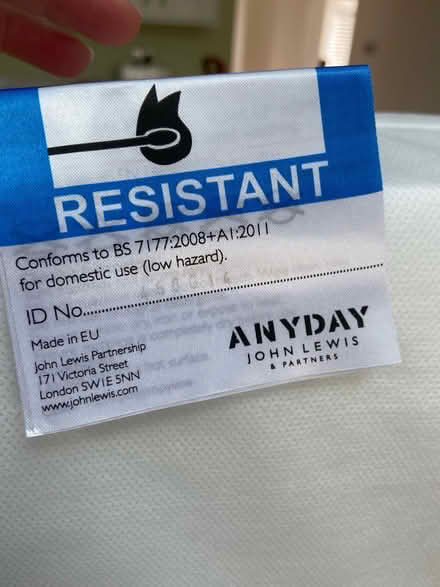 RESISTANT
Conforms to BS 7177:2008+A1:2011
for domestic use (low hazard).
ID No.......................................................
Made in EU
John Lewis Partnership
171 Victoria Street
London SW1E 5NN
www.johnlewis.com
ANYDAY
JOHN LEWIS
& PARTNERS